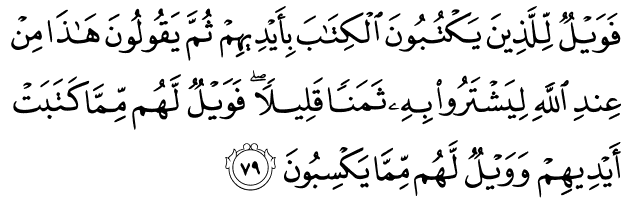 فَوَيْلٌ لِّلَّذِينَ يَكْتُبُونَ ٱلْكِتَٰبَ بِأَيْدِيهِمْ ثُمَّ يَقُولُونَ هَٰذَا مِنْ
عِندِ ٱللَّهِ لِيَشْتَرُوا۟ بِهِۦ ثَمَنًا قَلِيلًا ۖ فَوَيْلٌ لَّهُم مِّمَّا كَتَبَتْ
أَيْدِيهِمْ وَوَيْلٌ لَّهُم مِّمَّا يَكْسِبُونَ ٧٩